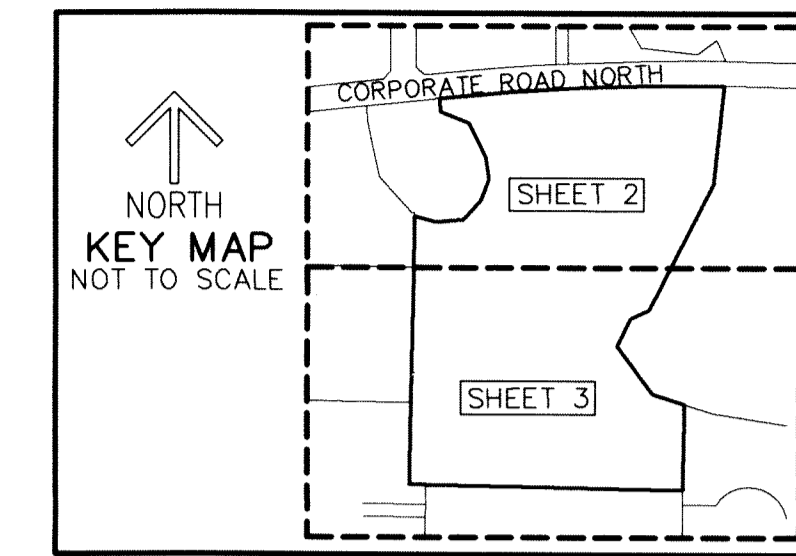 CORPORATE ROAD NORTH
SHEET 2
NORTH
KEY MAP
NOT TO SCALE
SHEET 3